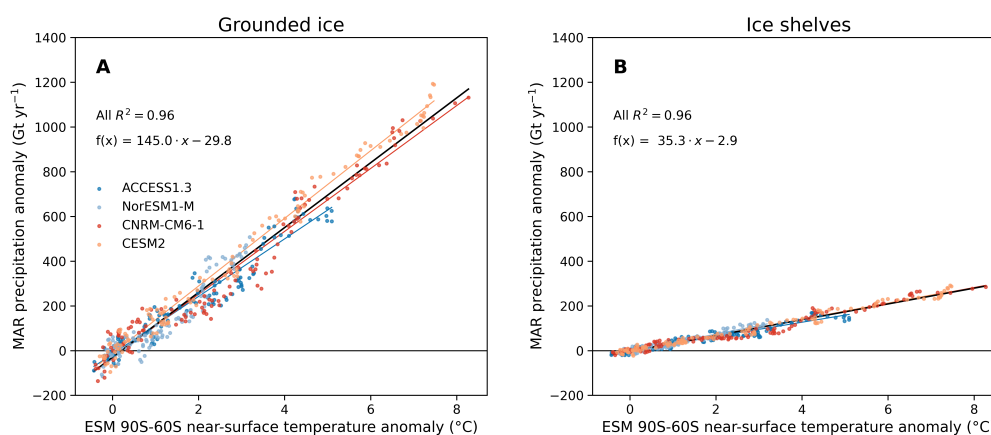 Grounded ice
1400
1200
1000
800
600
400
200
0
−200
MAR precipitation anomaly (Gt yr⁻¹)
A
All R² = 0.96
f(x) = 145.0 · x − 29.8
ACCESS1.3
NorESM1-M
CNRM-CM6-1
CESM2
0 2 4 6 8
ESM 90S-60S near-surface temperature anomaly (°C)
Ice shelves
1400
1200
1000
800
600
400
200
0
−200
MAR precipitation anomaly (Gt yr⁻¹)
B
All R² = 0.96
f(x) = 35.3 · x − 2.9
0 2 4 6 8
ESM 90S-60S near-surface temperature anomaly (°C